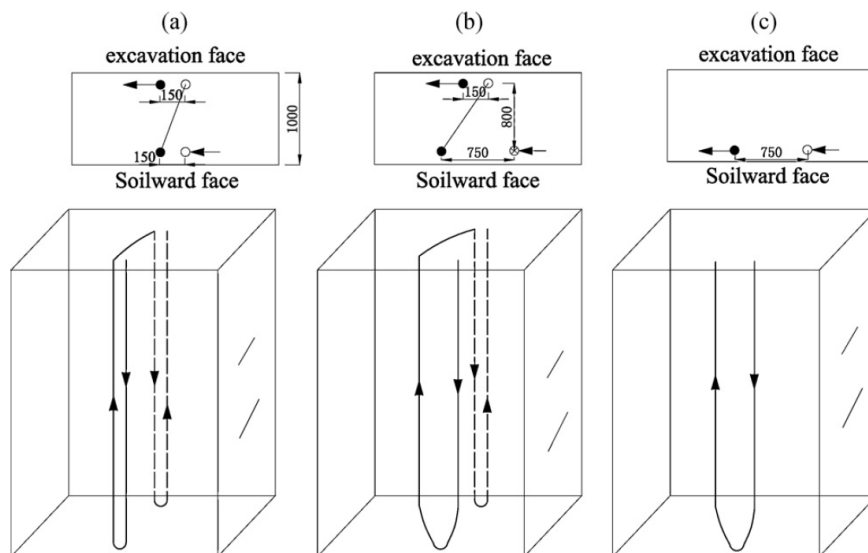 (a)
(b)
(c)
excavation face
excavation face
excavation face
150
150
1000
150
750
800
750
Soilward face
Soilward face
Soilward face